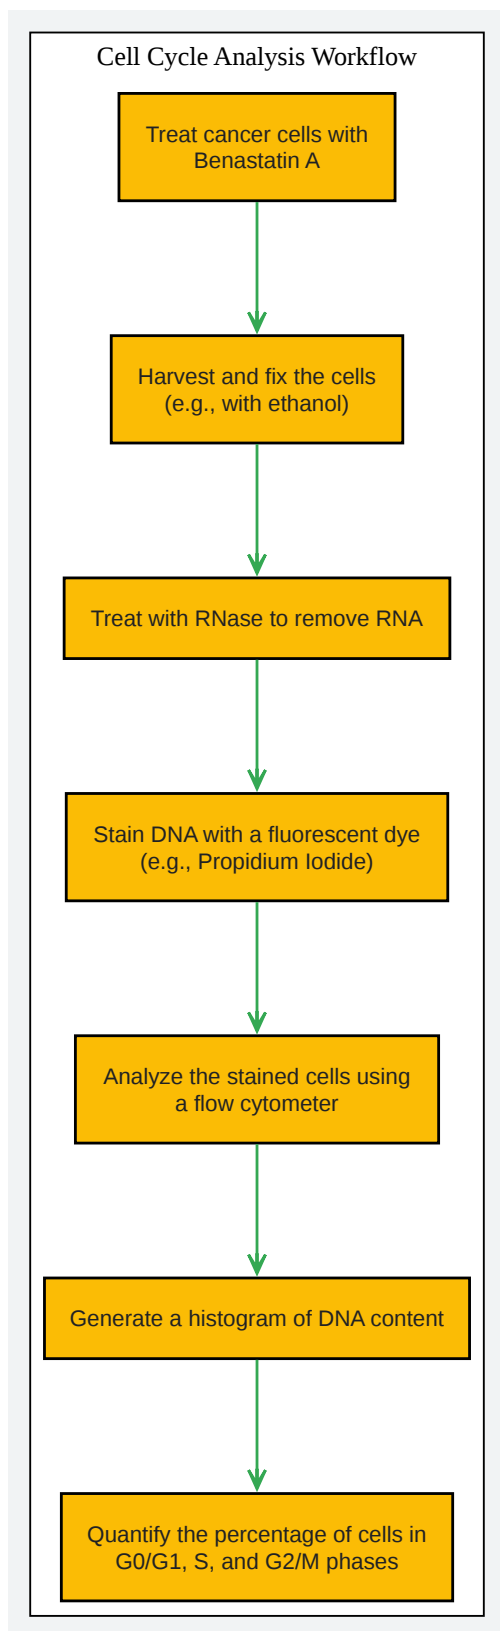 Cell Cycle Analysis Workflow
Treat cancer cells with
Benastatin A
Harvest and fix the cells
(e.g., with ethanol)
Treat with RNase to remove RNA
Stain DNA with a fluorescent dye
(e.g., Propidium Iodide)
Analyze the stained cells using
a flow cytometer
Generate a histogram of DNA content
Quantify the percentage of cells in
G0/G1, S, and G2/M phases